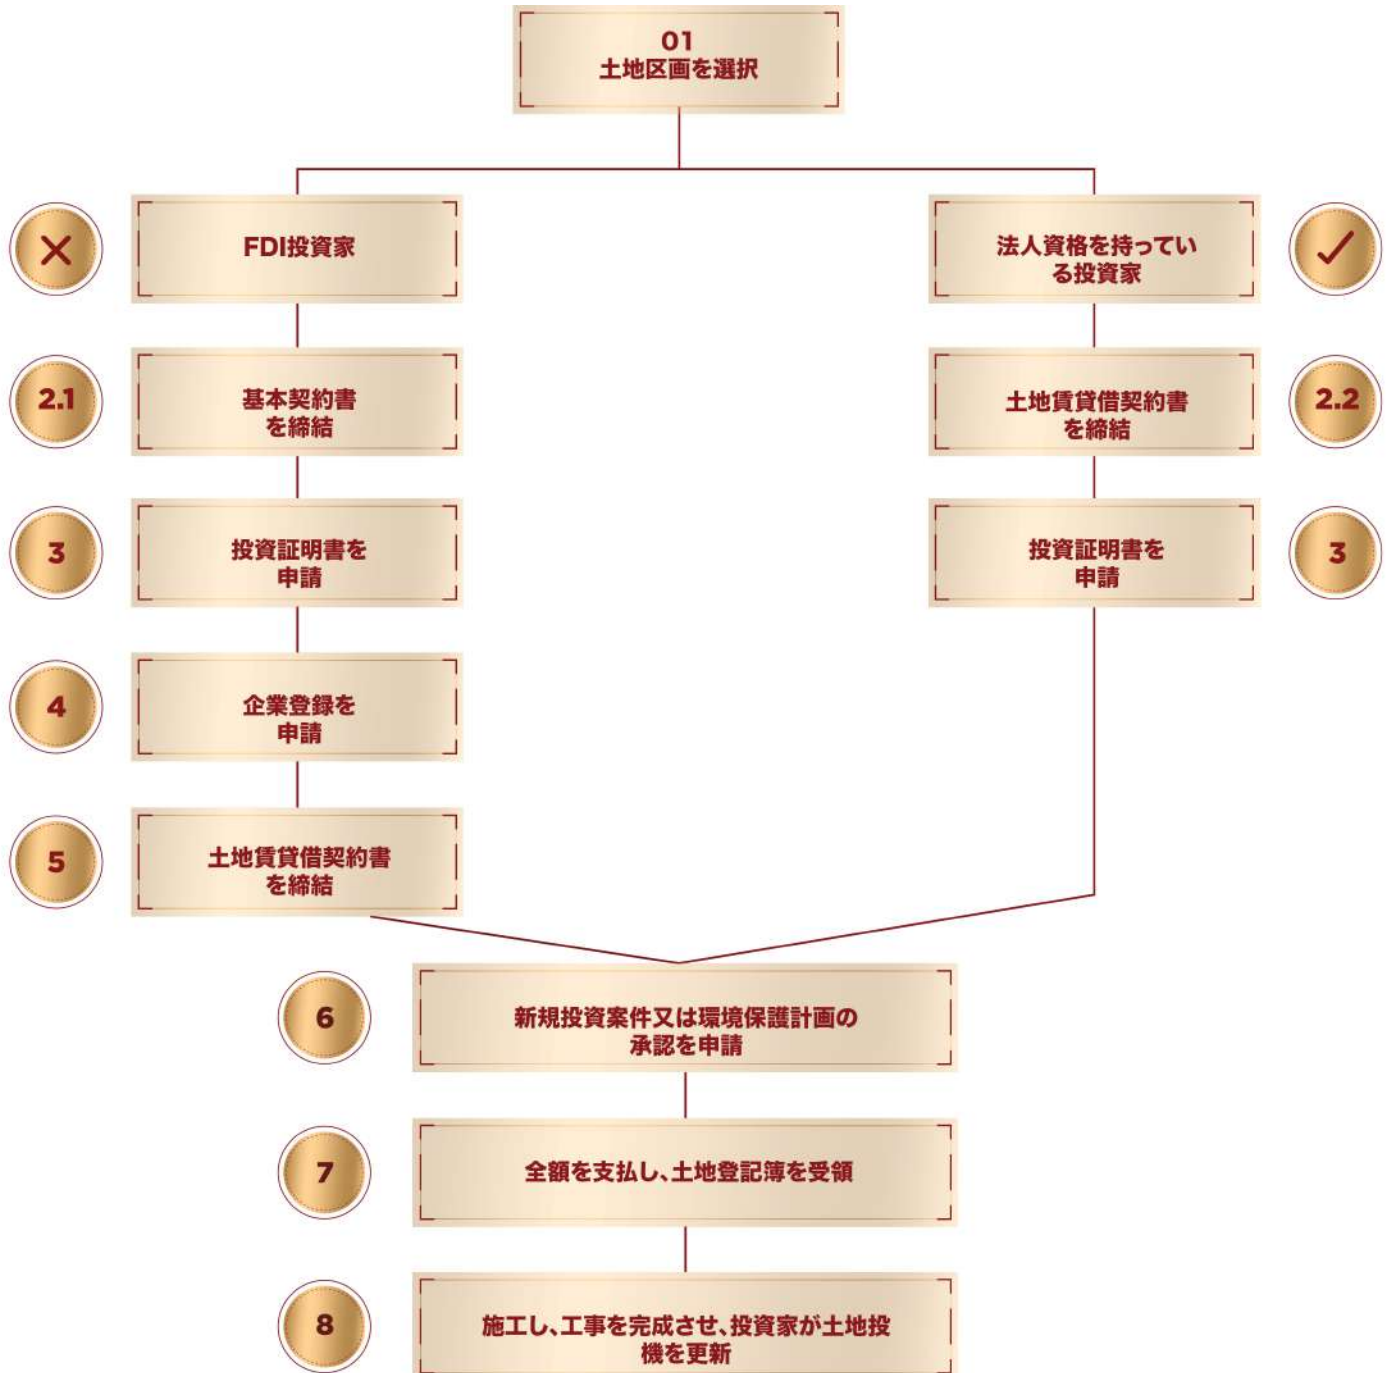 01
土地区画を選択
FDI投資家
法人資格を持ってい
る投資家
2.1
基本契約書
を締結
土地賃貸借契約書
を締結
2.2
3
投資証明書を
申請
投資証明書を
申請
3
4
企業登録を
申請
5
土地賃貸借契約書
を締結
6
新規投資案件又は環境保護計画の
承認を申請
7
全額を支払し、土地登記簿を受領
8
施工し、工事を完成させ、投資家が土地投
機を更新